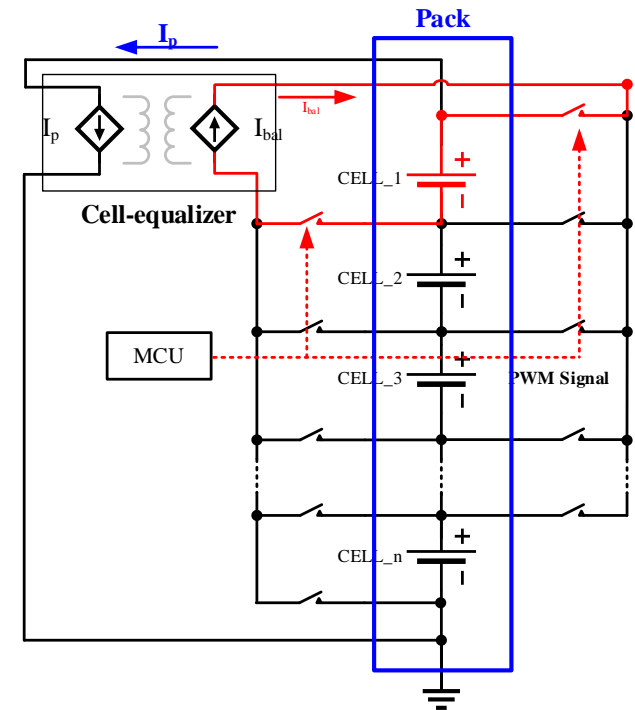 Pack
Ip
Ip
Ibal
Ibal
CELL_1
+
Cell-equalizer
+
CELL_2
MCU
+
CELL_3
PWM Signal
+
CELL_n